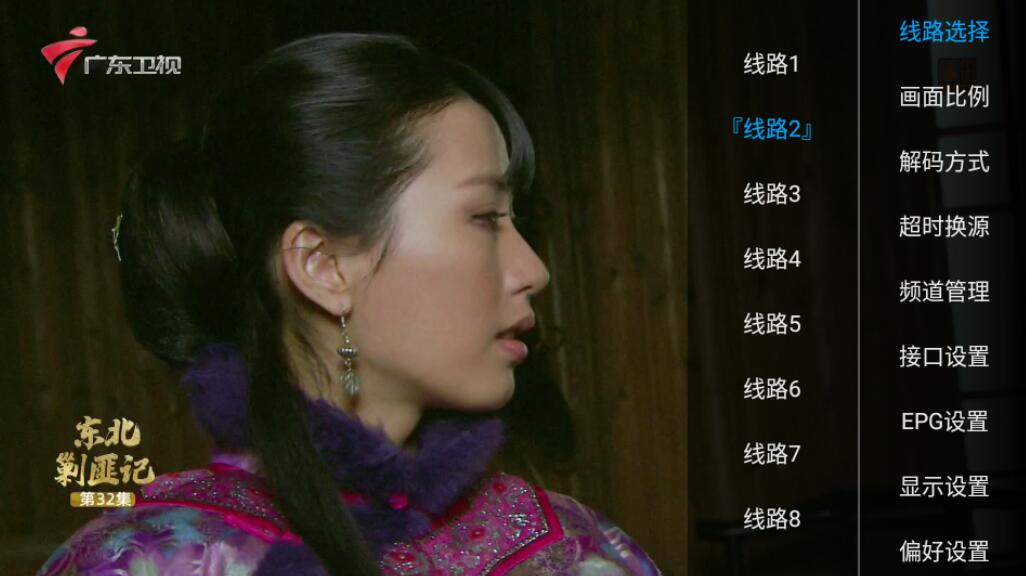 广东卫视
东北
剿匪记
第32集
线路1
『线路2』
线路3
线路4
线路5
线路6
线路7
线路8
线路选择
画面比例
解码方式
超时换源
频道管理
接口设置
EPG设置
显示设置
偏好设置